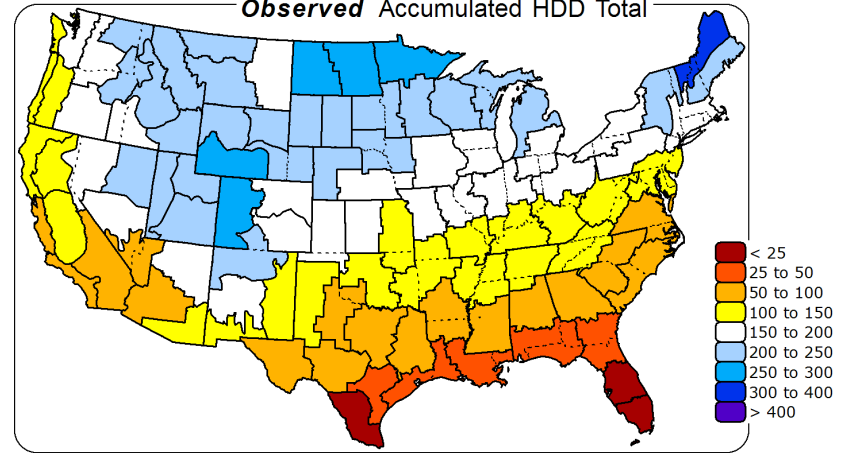 Observed Accumulated HDD Total
< 25
25 to 50
50 to 100
100 to 150
150 to 200
200 to 250
250 to 300
300 to 400
> 400